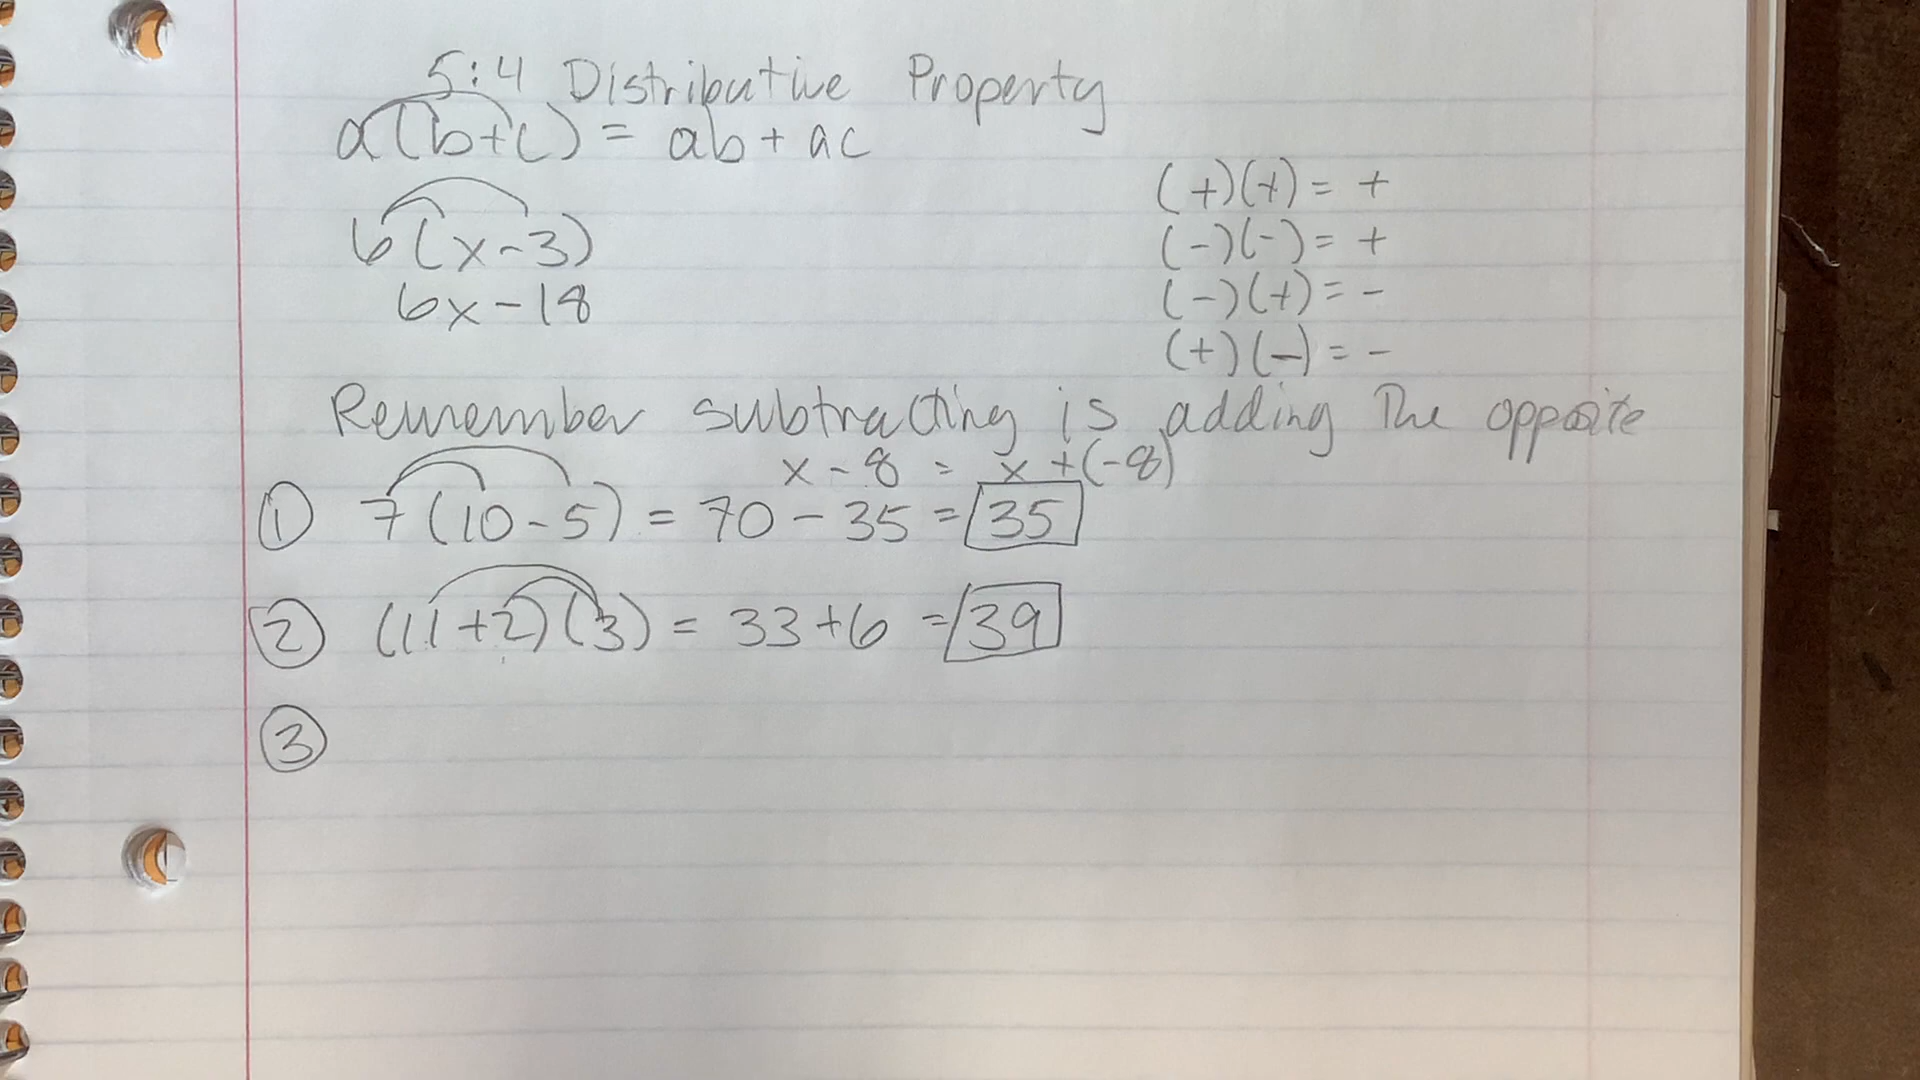 5:4 Distributive Property
a(b+c) = ab + ac
(+)(+) = +
6(x-3)
(-)(-) = +
6x-18
(-)(+) = -
(+)(-) = -
Remember subtracting is adding The opposite
x - 8 = x +(-8)
① 7(10-5) = 70 - 35 = 35
② (11+2)(3) = 33+6 = 39
③